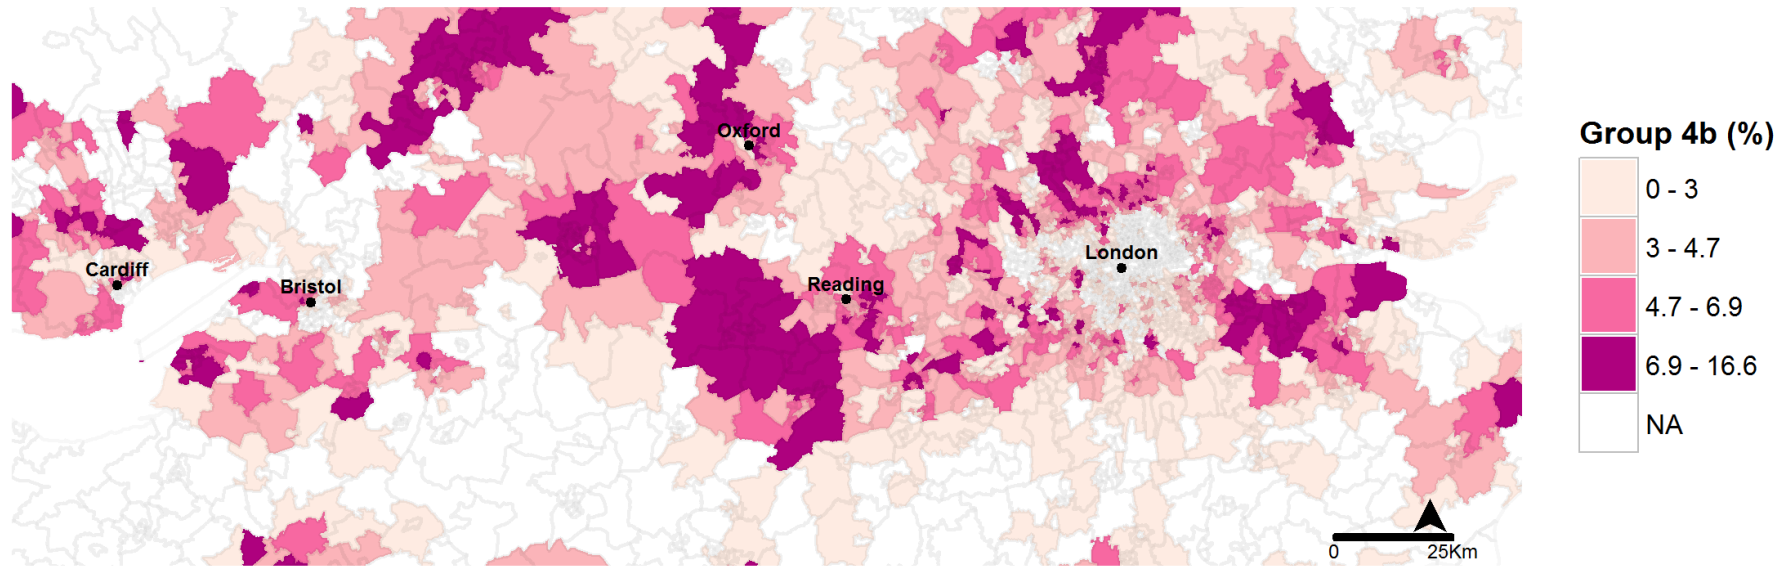 Oxford
Cardiff
Bristol
Reading
London
0 25Km
Group 4b (%)
0 - 3
3 - 4.7
4.7 - 6.9
6.9 - 16.6
NA